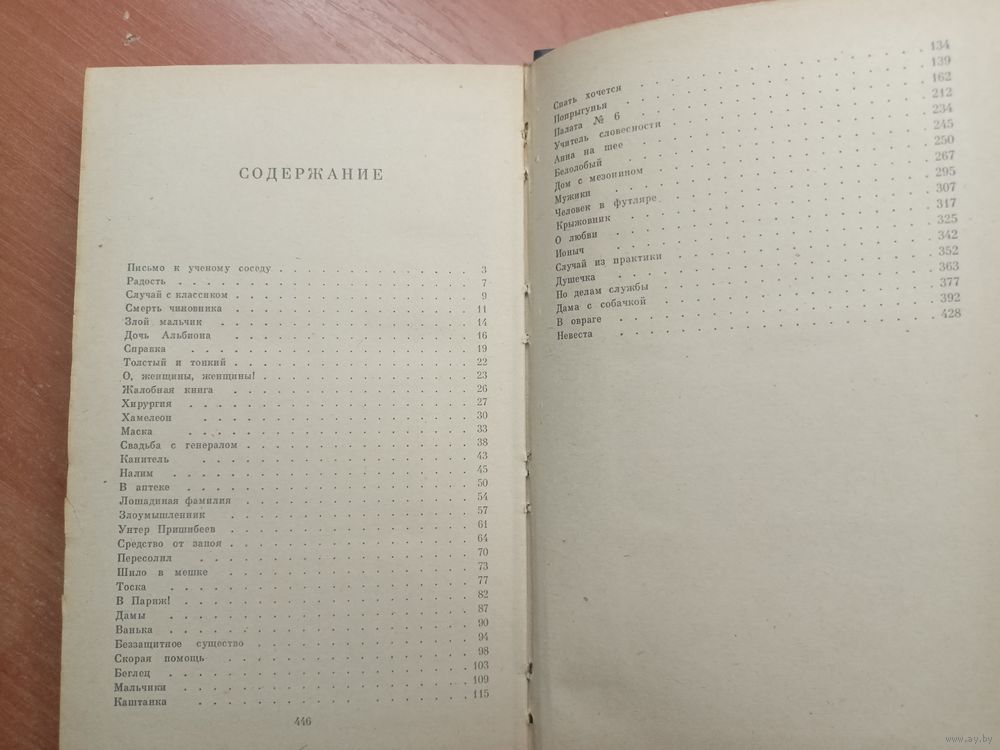 СОДЕРЖАНИЕ
Письмо к ученому соседу 3
Радость 7
Случай с классиком 9
Смерть чиновника 11
Злой мальчик 14
Дочь Альбиона 16
Справка 19
Толстый и тонкий 22
О, женщины, женщины! 23
Жалобная книга 26
Хирургия 27
Хамелеон 30
Маска 33
Свадьба с генералом 38
Канитель 43
Налим 45
В аптеке 50
Лошадиная фамилия 54
Злоумышленник 57
Унтер Пришибеев 61
Средство от запоя 64
Пересолил 70
Шило в мешке 73
Тоска 77
В Париж! 82
Дамы 87
Ванька 90
Беззащитное существо 94
Скорая помощь 98
Беглец 103
Мальчики 109
Каштанка 115
446
Спать хочется 134
Попрыгунья 139
Палата № 6 162
Учитель словесности 212
Анна на шее 234
Белолобый 245
Дом с мезонином 250
Мужики 267
Человек в футляре 295
Крыжовник 307
О любви 317
Ионыч 325
Случай из практики 342
Душечка 352
По делам службы 363
Дама с собачкой 377
В овраге 392
Невеста 428
www.ay.by